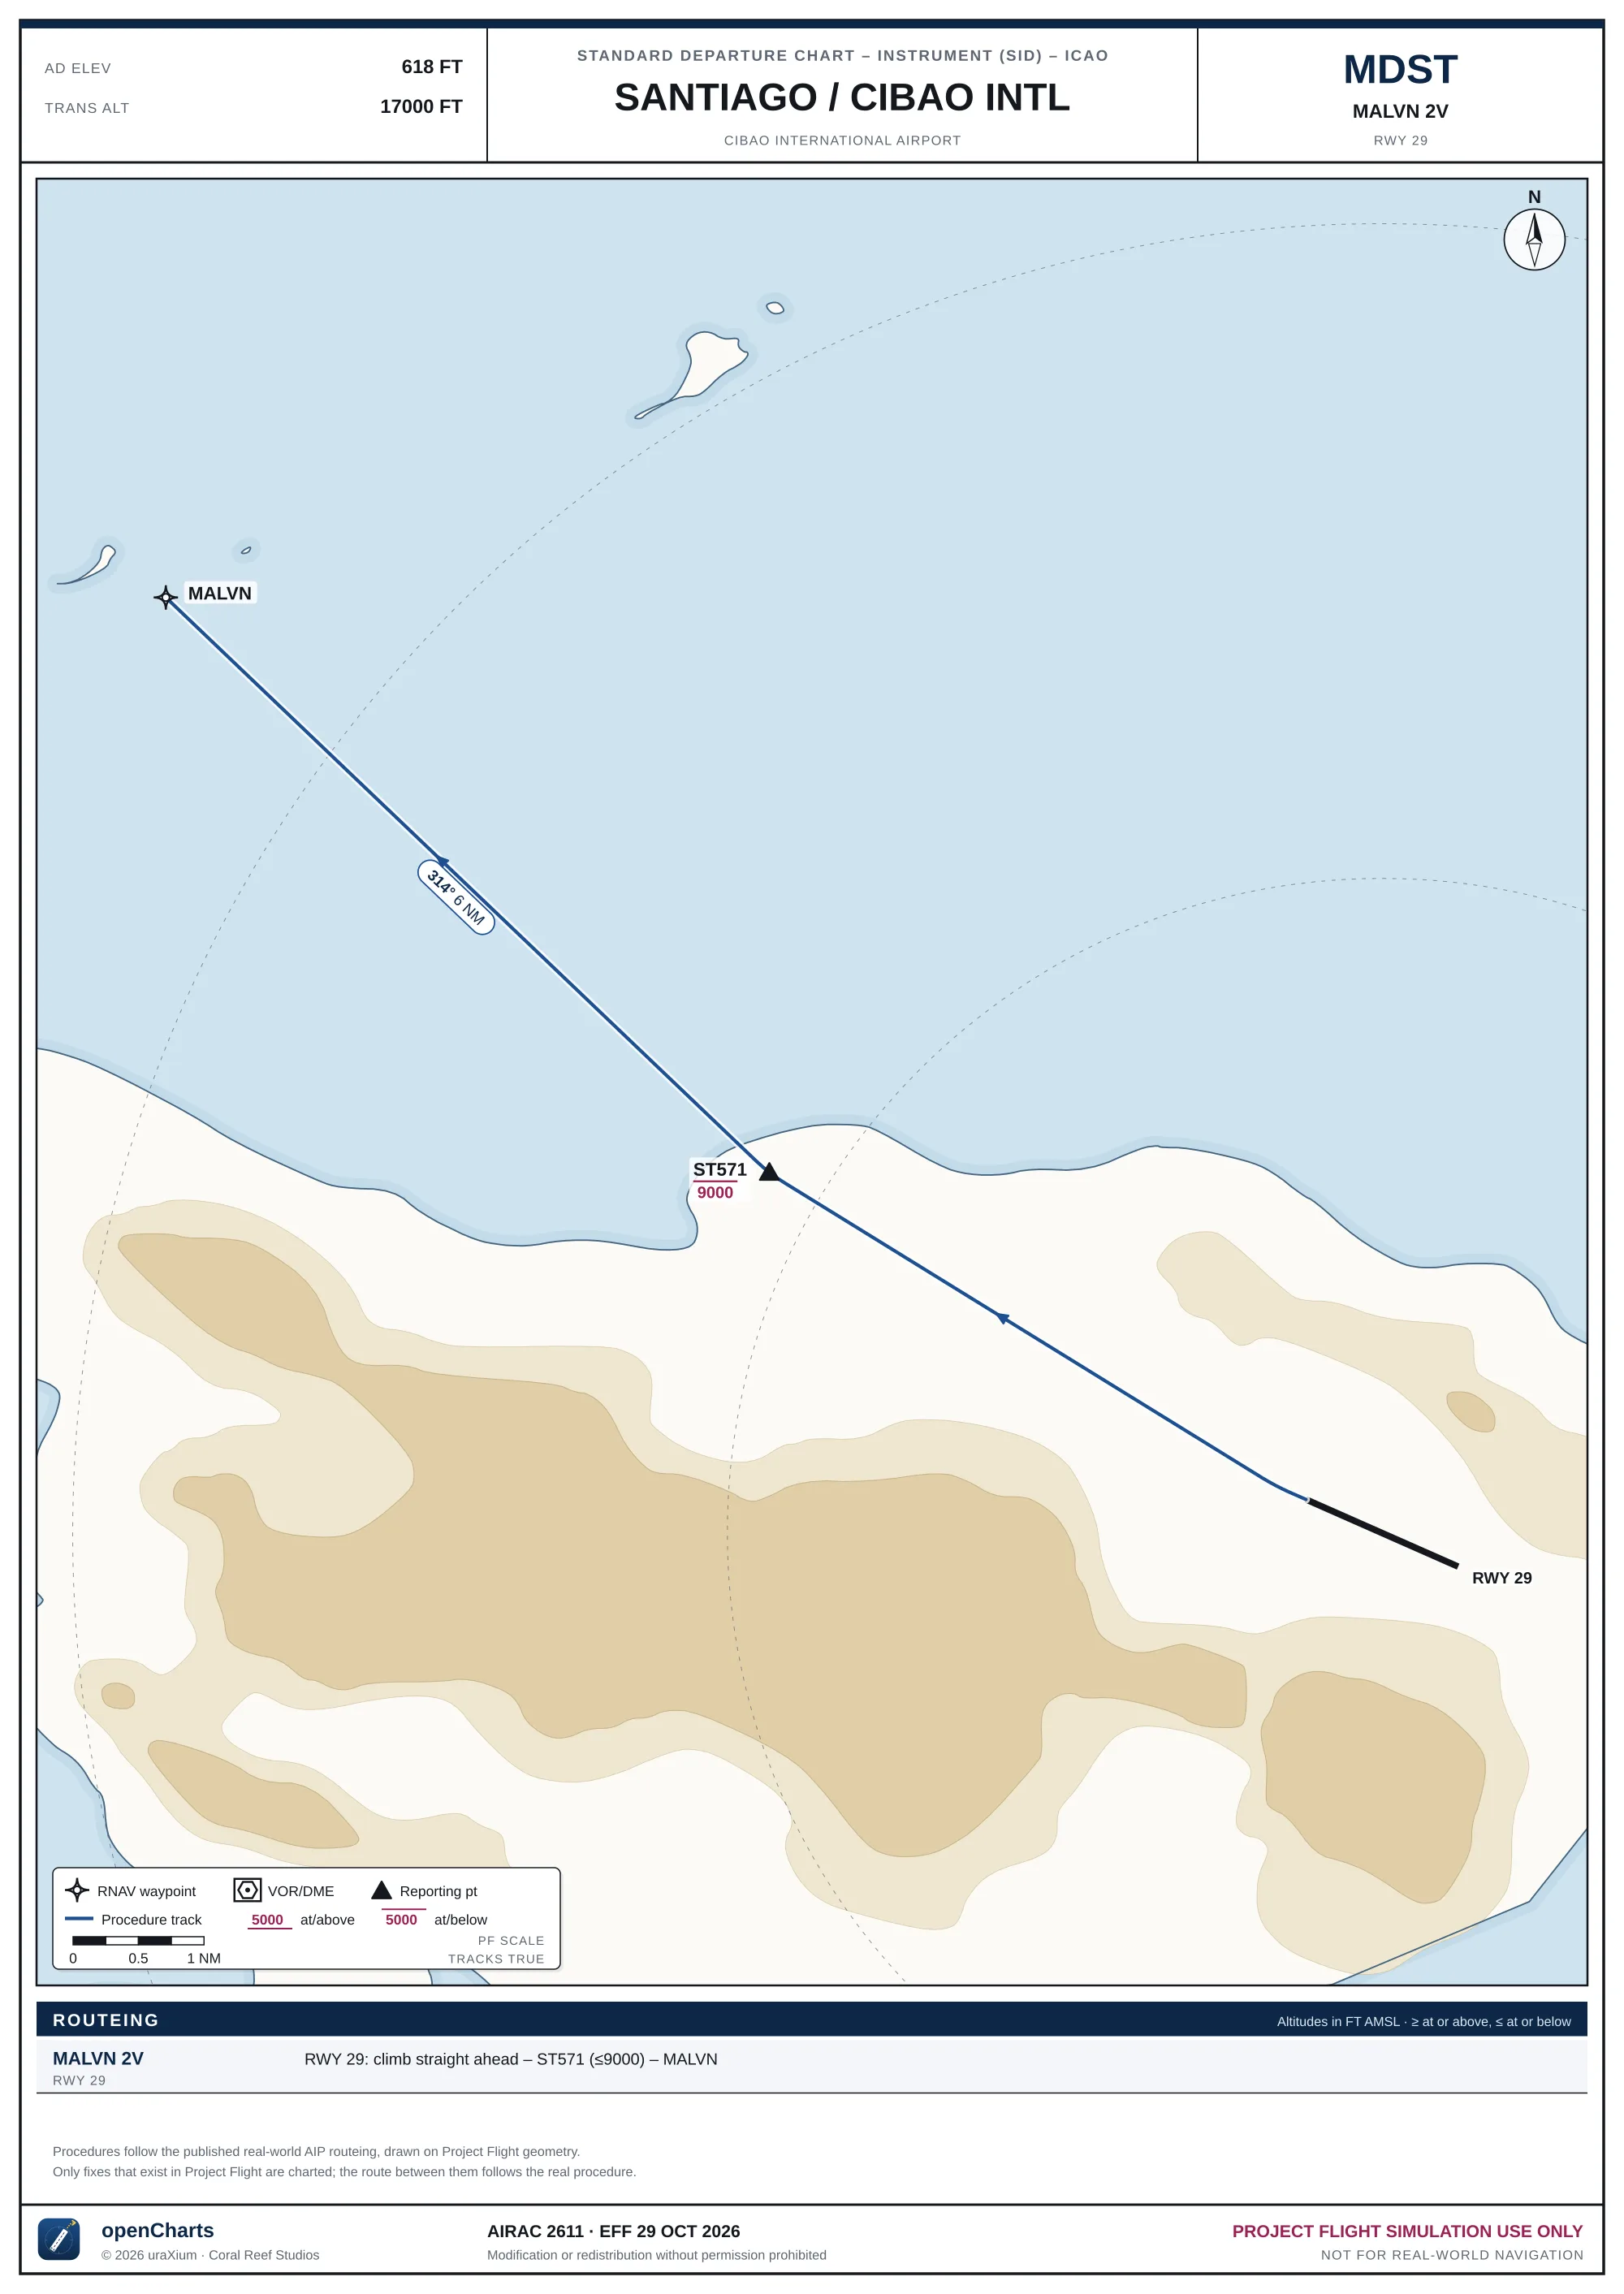 AD ELEV 618 FT
TRANS ALT 17000 FT
STANDARD DEPARTURE CHART – INSTRUMENT (SID) – ICAO
SANTIAGO / CIBAO INTL
CIBAO INTERNATIONAL AIRPORT
MDST
MALVN 2V
RWY 29
N
MALVN
314° 6 NM
ST571
9000
RWY 29
RNAV waypoint VOR/DME Reporting pt
Procedure track 5000 at/above 5000 at/below
PF SCALE
0 0.5 1 NM TRACKS TRUE
ROUTEING Altitudes in FT AMSL · ≥ at or above, ≤ at or below
MALVN 2V RWY 29: climb straight ahead – ST571 (≤9000) – MALVN
RWY 29
Procedures follow the published real-world AIP routeing, drawn on Project Flight geometry.
Only fixes that exist in Project Flight are charted; the route between them follows the real procedure.
openCharts AIRAC 2611 · EFF 29 OCT 2026 PROJECT FLIGHT SIMULATION USE ONLY
© 2026 uraXium · Coral Reef Studios Modification or redistribution without permission prohibited NOT FOR REAL-WORLD NAVIGATION